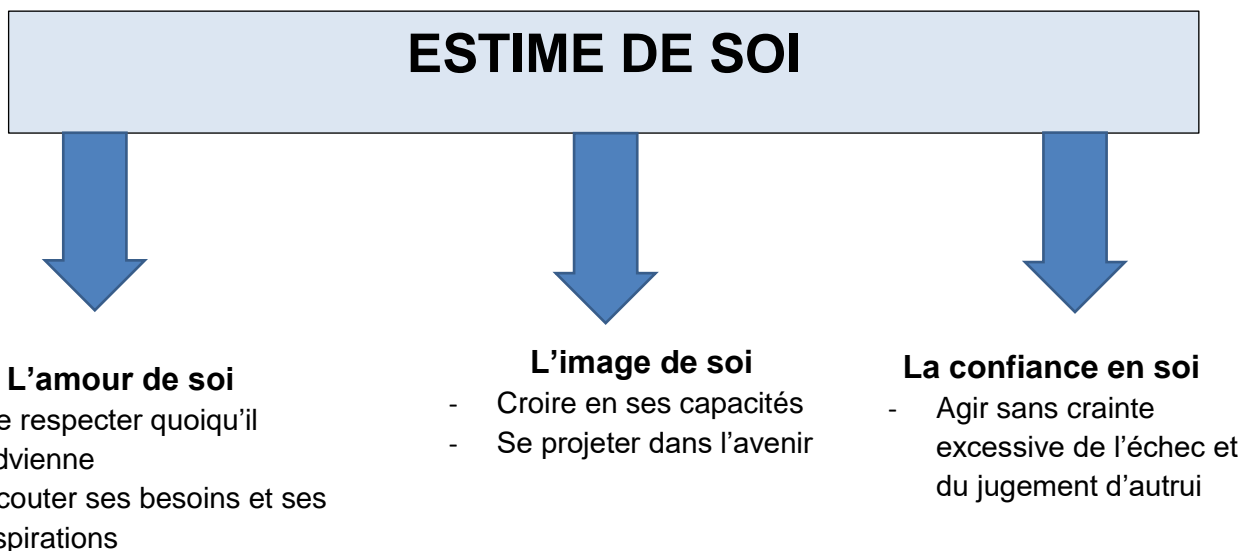 ESTIME DE SOI
L’amour de soi
e respecter quoiqu’il
dvienne
couter ses besoins et ses
spirations
L’image de soi
- Croire en ses capacités
- Se projeter dans l’avenir
La confiance en soi
- Agir sans crainte
excessive de l’échec et
du jugement d’autrui